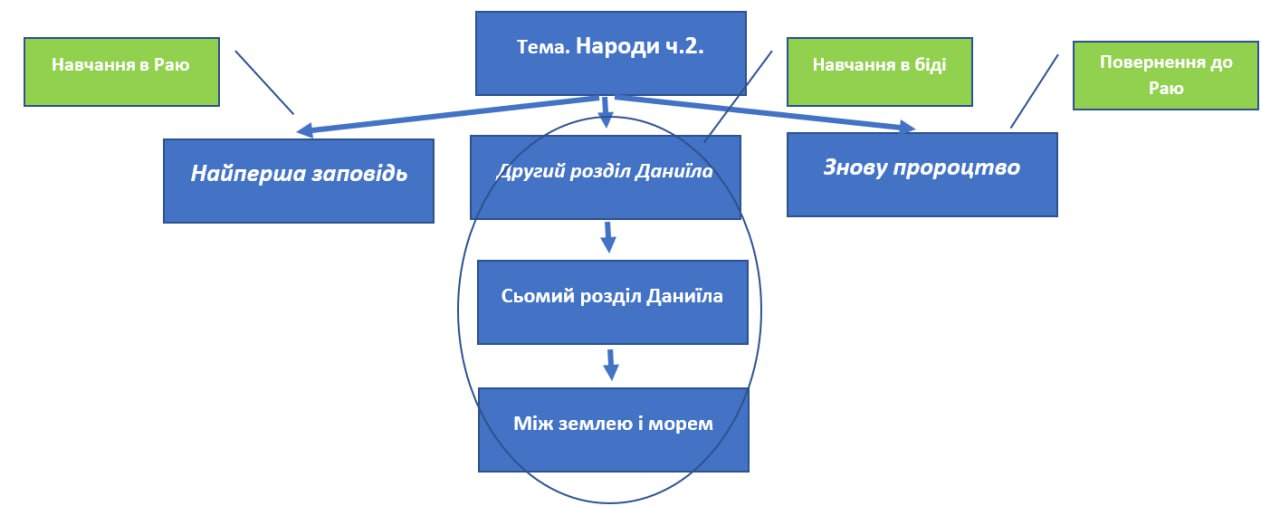 Тема. Народи ч.2.
Навчання в Раю
Навчання в біді
Повернення до
Раю
Найперша заповідь
Другий розділ Даниїла
Знову пророцтво
Сьомий розділ Даниїла
Між землею і морем